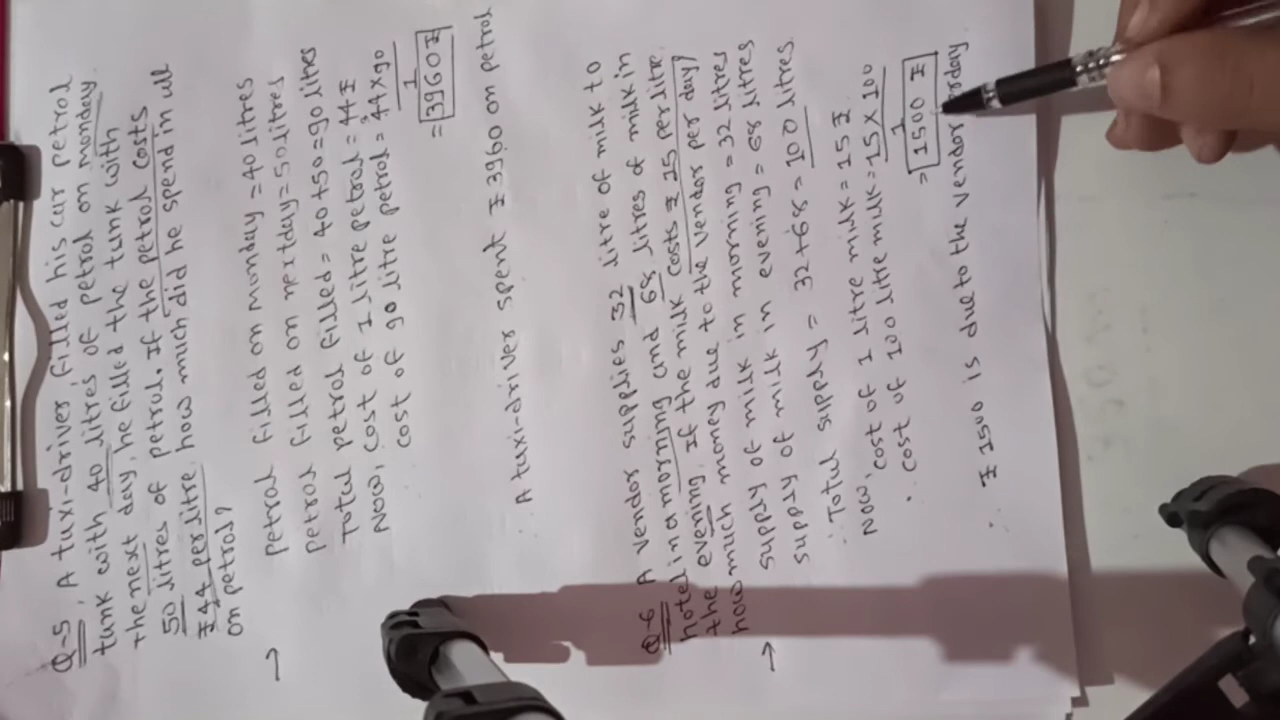 Q-5, A taxi-driver filled his car petrol
tank with 40 litres of petrol on monday
the next day, he filled the tank with
50 litres of petrol. If the petrol costs
₹44 per litre, how much did he spend in all
on petrol?
→ petrol filled on monday = 40 litres
petrol filled on nextday = 50 litres
Total petrol filled = 40+50=90 litres
Now, cost of 1 litre petrol = 44 ₹
cost of 90 litre petrol = 44×90
1
= 3960 ₹
∴ A taxi-driver spent ₹3960 on petrol
Q-6 A vendor supplies 32 litre of milk to
hotel in a morning and 68 litres of milk in
the evening. If the milk costs ₹15 per litre
how much money due to the vendor per day?
→ supply of milk in morning = 32 litres
supply of milk in evening = 68 litres
∴ Total supply = 32+68 = 100 litres.
Now, cost of 1 litre milk = 15 ₹
∴ cost of 100 litre milk = 15×100
1
= 1500 ₹
∴ ₹1500 is due to the vendor